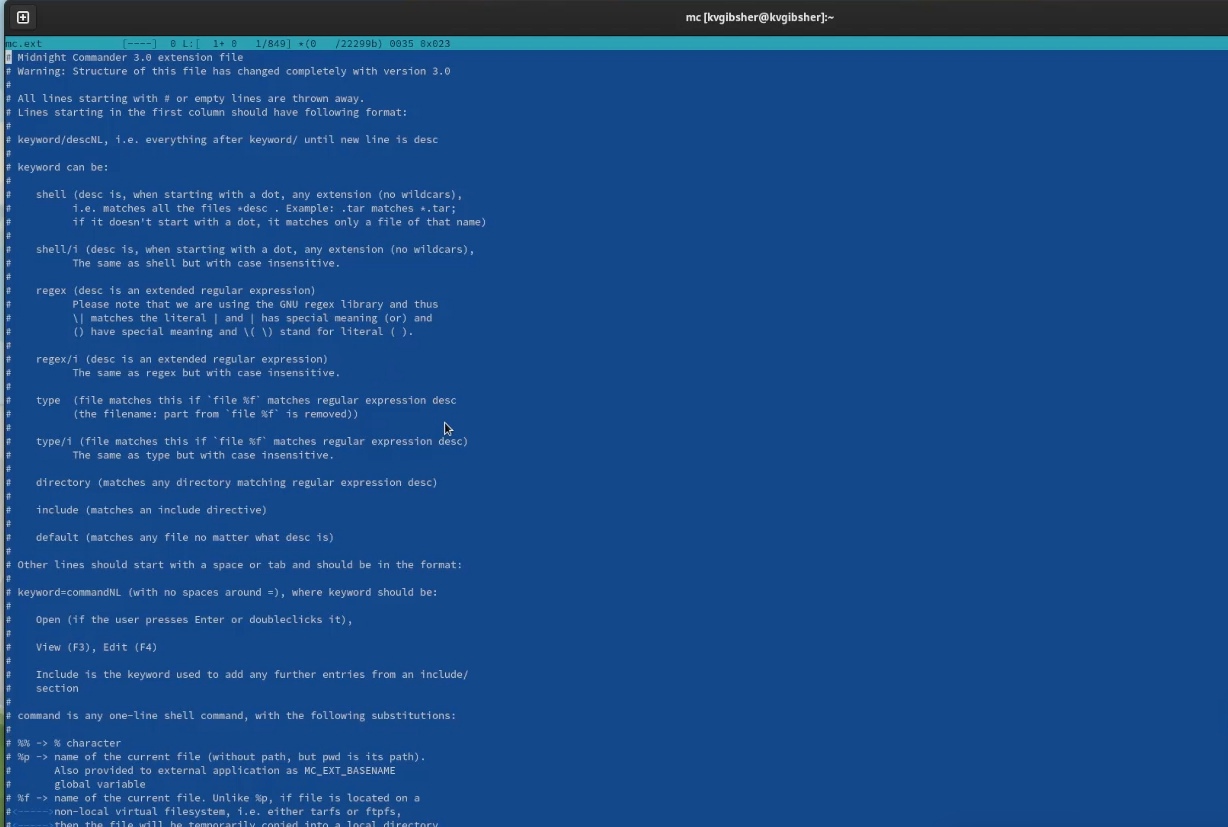 mc [kvgibsher@kvgibsher]:~
mc.ext [----] 0 L:[ 1+ 0 1/849] *(0 /22299b) 0035 0x023
# Midnight Commander 3.0 extension file
# Warning: Structure of this file has changed completely with version 3.0
#
# All lines starting with # or empty lines are thrown away.
# Lines starting in the first column should have following format:
#
# keyword/descNL, i.e. everything after keyword/ until new line is desc
#
# keyword can be:
#
#    shell (desc is, when starting with a dot, any extension (no wildcars),
#          i.e. matches all the files *desc . Example: .tar matches *.tar;
#          if it doesn't start with a dot, it matches only a file of that name)
#
#    shell/i (desc is, when starting with a dot, any extension (no wildcars),
#          The same as shell but with case insensitive.
#
#    regex (desc is an extended regular expression)
#          Please note that we are using the GNU regex library and thus
#          \| matches the literal | and | has special meaning (or) and
#          () have special meaning and \( \) stand for literal ( ).
#
#    regex/i (desc is an extended regular expression)
#          The same as regex but with case insensitive.
#
#    type  (file matches this if `file %f` matches regular expression desc
#          (the filename: part from `file %f` is removed))
#
#    type/i (file matches this if `file %f` matches regular expression desc)
#          The same as type but with case insensitive.
#
#    directory (matches any directory matching regular expression desc)
#
#    include (matches an include directive)
#
#    default (matches any file no matter what desc is)
#
# Other lines should start with a space or tab and should be in the format:
#
# keyword=commandNL (with no spaces around =), where keyword should be:
#
#    Open (if the user presses Enter or doubleclicks it),
#
#    View (F3), Edit (F4)
#
#    Include is the keyword used to add any further entries from an include/
#    section
#
# command is any one-line shell command, with the following substitutions:
#
# %% -> % character
# %p -> name of the current file (without path, but pwd is its path).
#       Also provided to external application as MC_EXT_BASENAME
#       global variable
# %f -> name of the current file. Unlike %p, if file is located on a
#<----->non-local virtual filesystem, i.e. either tarfs or ftpfs,
#<----->then the file will be temporarily copied into a local directory